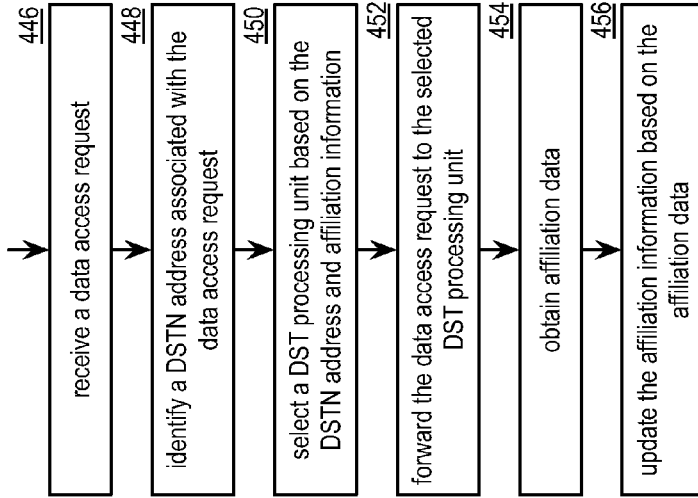 446
receive a data access request
448
identify a DSTN address associated with the
data access request
450
select a DST processing unit based on the
DSTN address and affiliation information
452
forward the data access request to the selected
DST processing unit
454
obtain affiliation data
456
update the affiliation information based on the
affiliation data